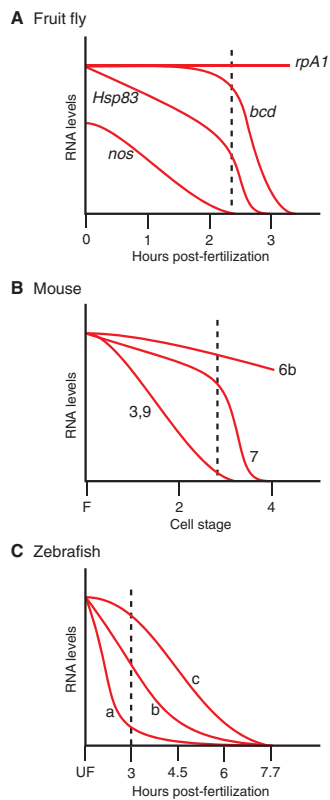 A Fruit fly
rpA1
Hsp83
bcd
nos
RNA levels
0 1 2 3
Hours post-fertilization
B Mouse
6b
3,9
7
RNA levels
F 2 4
Cell stage
C Zebrafish
c
b
a
RNA levels
UF 3 4.5 6 7.7
Hours post-fertilization